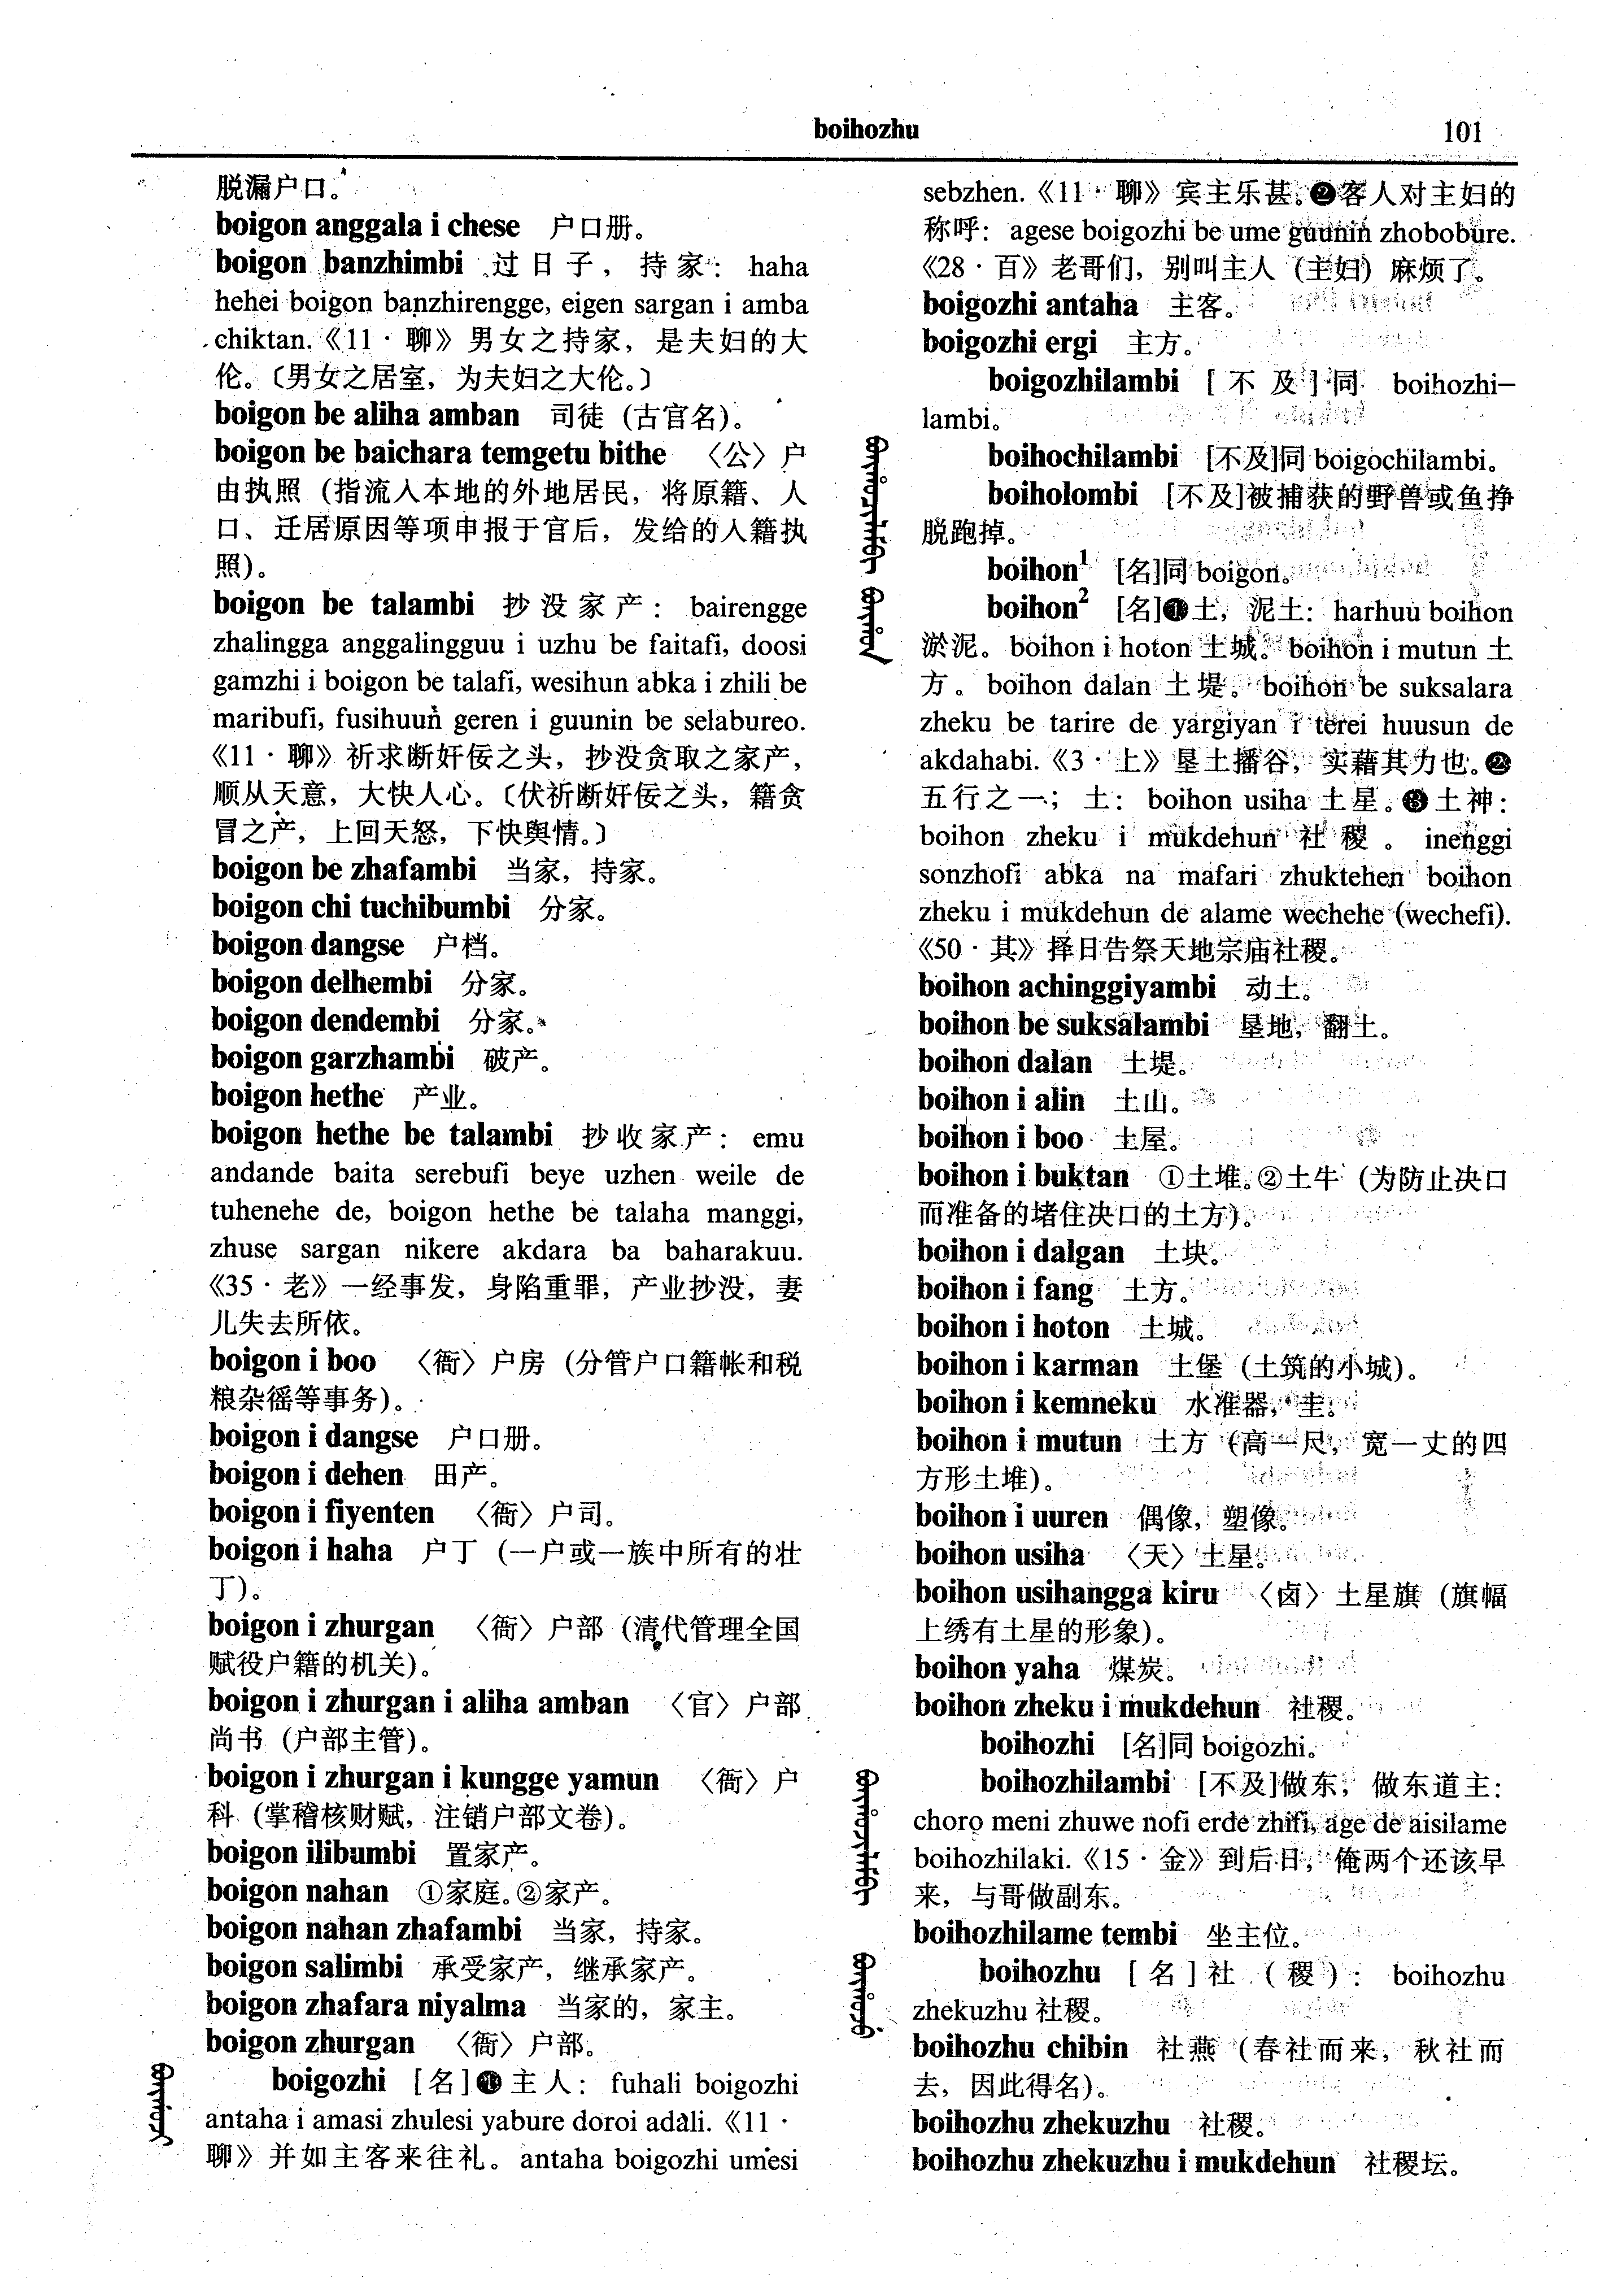 boihozhu
101
脱漏户口。
boigon anggala i chese 户口册。
boigon banzhimbi 过日子，持家：haha
hehei boigon banzhirengge, eigen sargan i amba
chiktan.《11·聊》男女之持家，是夫妇的大
伦。〔男女之居室，为夫妇之大伦。〕
boigon be aliha amban 司徒（古官名）。
boigon be baichara temgetu bithe 〈公〉户
由执照（指流入本地的外地居民，将原籍、人
口、迁居原因等项申报于官后，发给的入籍执
照）。
boigon be talambi 抄没家产：bairengge
zhalingga anggalingguu i uzhu be faitafi, doosi
gamzhi i boigon be talafi, wesihun abka i zhili be
maribufi, fusihuun geren i guunin be selabureo.
《11·聊》祈求断奸佞之头，抄没贪取之家产，
顺从天意，大快人心。〔伏祈断奸佞之头，籍贪
冒之产，上回天怒，下快舆情。〕
boigon be zhafambi 当家，持家。
boigon chi tuchibumbi 分家。
boigon dangse 户档。
boigon delhembi 分家。
boigon dendembi 分家。
boigon garzhambi 破产。
boigon hethe 产业。
boigon hethe be talambi 抄收家产：emu
andande baita serebufi beye uzhen weile de
tuhenehe de, boigon hethe be talaha manggi,
zhuse sargan nikere akdara ba baharakuu.
《35·老》一经事发，身陷重罪，产业抄没，妻
儿失去所依。
boigon i boo 〈衙〉户房（分管户口籍帐和税
粮杂徭等事务）。
boigon i dangse 户口册。
boigon i dehen 田产。
boigon i fiyenten 〈衙〉户司。
boigon i haha 户丁（一户或一族中所有的壮
丁）。
boigon i zhurgan 〈衙〉户部（清代管理全国
赋役户籍的机关）。
boigon i zhurgan i aliha amban 〈官〉户部
尚书（户部主管）。
boigon i zhurgan i kungge yamun 〈衙〉户
科（掌稽核财赋，注销户部文卷）。
boigon ilibumbi 置家产。
boigon nahan ①家庭。②家产。
boigon nahan zhafambi 当家，持家。
boigon salimbi 承受家产，继承家产。
boigon zhafara niyalma 当家的，家主。
boigon zhurgan 〈衙〉户部。
boigozhi [名]❶主人：fuhali boigozhi
antaha i amasi zhulesi yabure doroi adali.《11·
聊》并如主客来往礼。antaha boigozhi umesi
sebzhen.《11·聊》宾主乐甚。❷客人对主妇的
称呼：agese boigozhi be ume guunin zhobobure.
《28·百》老哥们，别叫主人（主妇）麻烦了。
boigozhi antaha 主客。
boigozhi ergi 主方。
boigozhilambi [不及]同 boihozhi-
lambi。
boihochilambi [不及]同 boigochilambi。
boiholombi [不及]被捕获的野兽或鱼挣
脱跑掉。
boihon¹ [名]同 boigon。
boihon² [名]❶土，泥土：harhuu boihon
淤泥。boihon i hoton 土城。boihon i mutun 土
方。boihon dalan 土堤。boihon be suksalara
zheku be tarire de yargiyan i terei huusun de
akdahabi.《3·上》垦土播谷，实藉其力也。❷
五行之一；土：boihon usiha 土星。❸土神：
boihon zheku i mukdehun 社稷。inenggi
sonzhofi abka na mafari zhuktehen boihon
zheku i mukdehun de alame wechehe (wechefi).
《50·其》择日告祭天地宗庙社稷。
boihon achinggiyambi 动土。
boihon be suksalambi 垦地，翻土。
boihon dalan 土堤。
boihon i alin 土山。
boihon i boo 土屋。
boihon i buktan ①土堆。②土牛（为防止决口
而准备的堵住决口的土方）。
boihon i dalgan 土块。
boihon i fang 土方。
boihon i hoton 土城。
boihon i karman 土堡（土筑的小城）。
boihon i kemneku 水准器，圭。
boihon i mutun 土方（高一尺，宽一丈的四
方形土堆）。
boihon i uuren 偶像，塑像。
boihon usiha 〈天〉土星。
boihon usihangga kiru 〈卤〉土星旗（旗幅
上绣有土星的形象）。
boihon yaha 煤炭。
boihon zheku i mukdehun 社稷。
boihozhi [名]同 boigozhi。
boihozhilambi [不及]做东，做东道主：
choro meni zhuwe nofi erde zhifi, age de aisilame
boihozhilaki.《15·金》到后日，俺两个还该早
来，与哥做副东。
boihozhilame tembi 坐主位。
boihozhu [名]社（稷）：boihozhu
zhekuzhu 社稷。
boihozhu chibin 社燕（春社而来，秋社而
去，因此得名）。
boihozhu zhekuzhu 社稷。
boihozhu zhekuzhu i mukdehun 社稷坛。